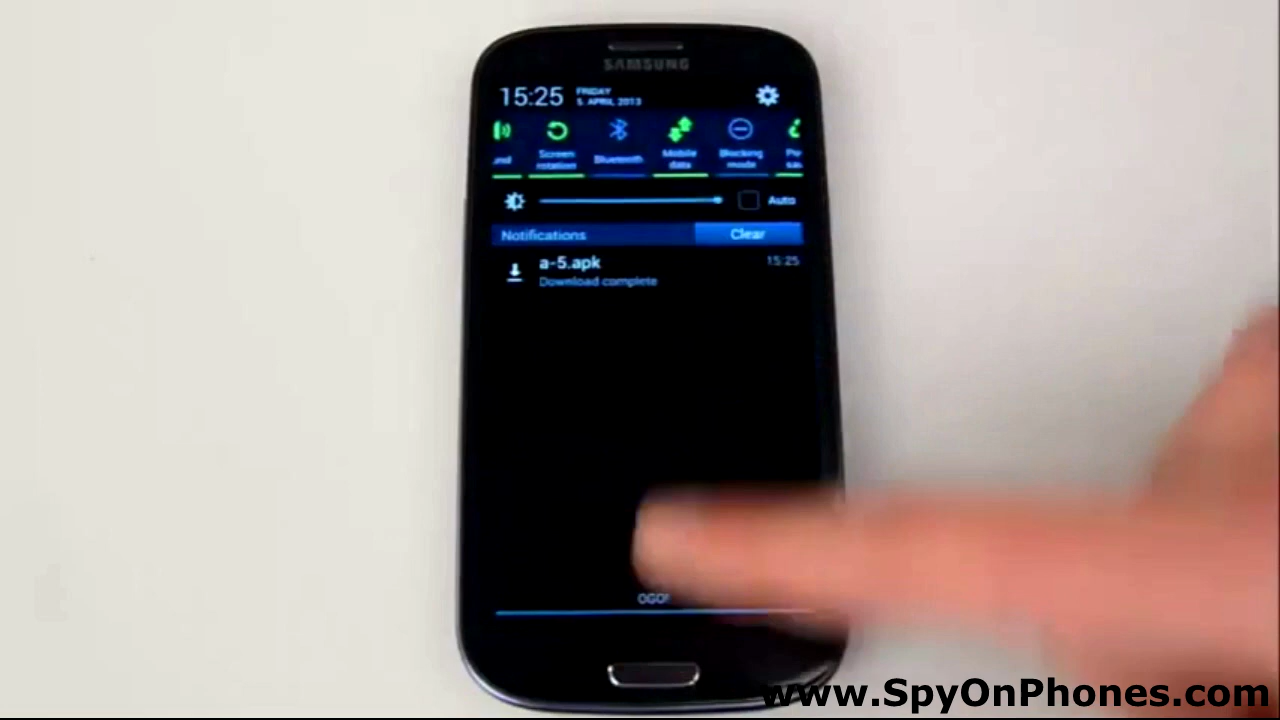 SAMSUNG
15:25
FRIDAY
5. APRIL 2013
Screen rotation
Bluetooth
Mobile data
Blocking mode
Auto
Notifications
Clear
a-5.apk
15:25
Download complete
www.SpyOnPhones.com